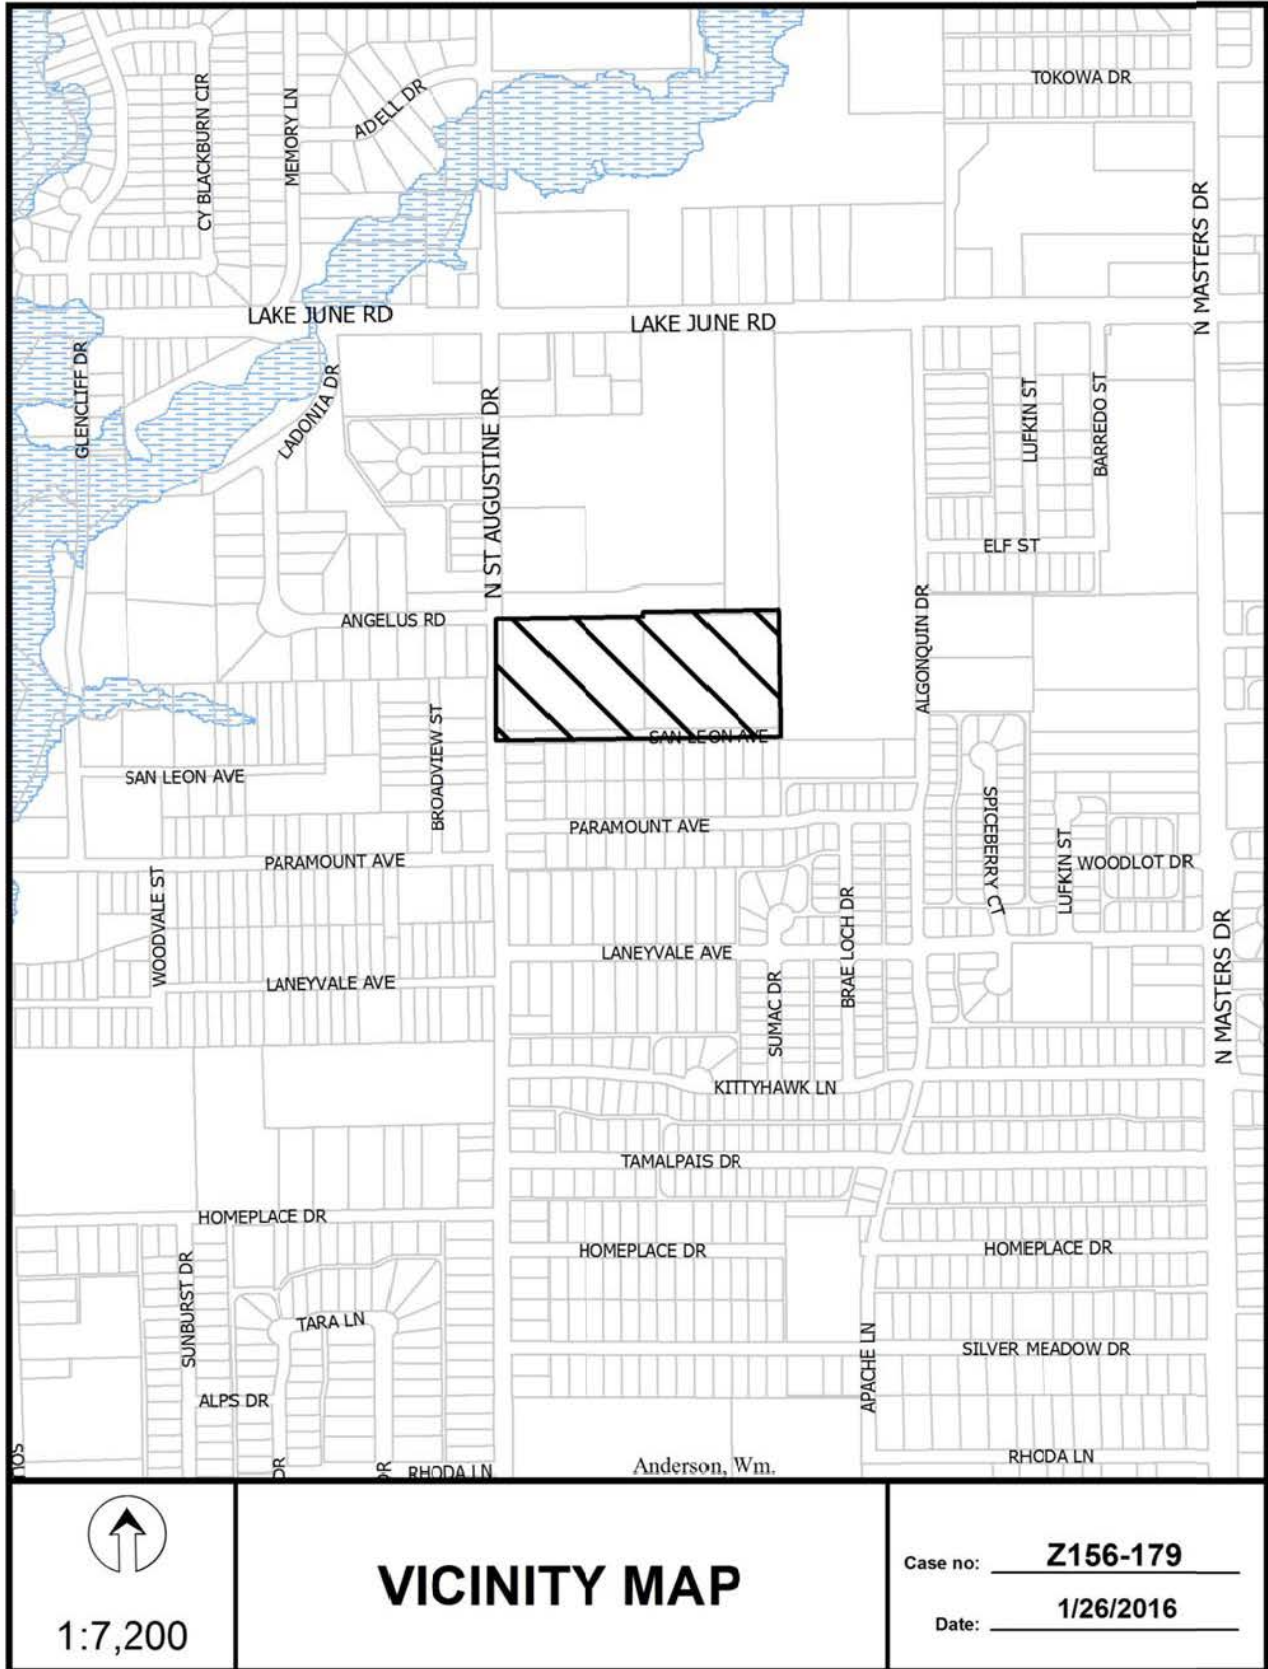 TOKOWA DR
CY BLACKBURN CIR
MEMORY LN
ADELL DR
N MASTERS DR
LAKE JUNE RD
LAKE JUNE RD
GLENCLIFF DR
LADONIA DR
N ST AUGUSTINE DR
LUFKIN ST
BARREDO ST
ELF ST
ANGELUS RD
ALGONQUIN DR
SAN LEON AVE
BROADVIEW ST
SAN LEON AVE
PARAMOUNT AVE
SPICEBERRY CT
LUFKIN ST
WOODLOT DR
PARAMOUNT AVE
WOODVALE ST
BRAE LOCH DR
LANEYVALE AVE
LANEYVALE AVE
SUMAC DR
N MASTERS DR
KITTYHAWK LN
TAMALPAIS DR
HOMEPLACE DR
HOMEPLACE DR
HOMEPLACE DR
SUNBURST DR
TARA LN
APACHE LN
SILVER MEADOW DR
ALPS DR
DR
DR
RHODA LN
Anderson, Wm.
RHODA LN
1:7,200
VICINITY MAP
Case no: Z156-179
Date: 1/26/2016